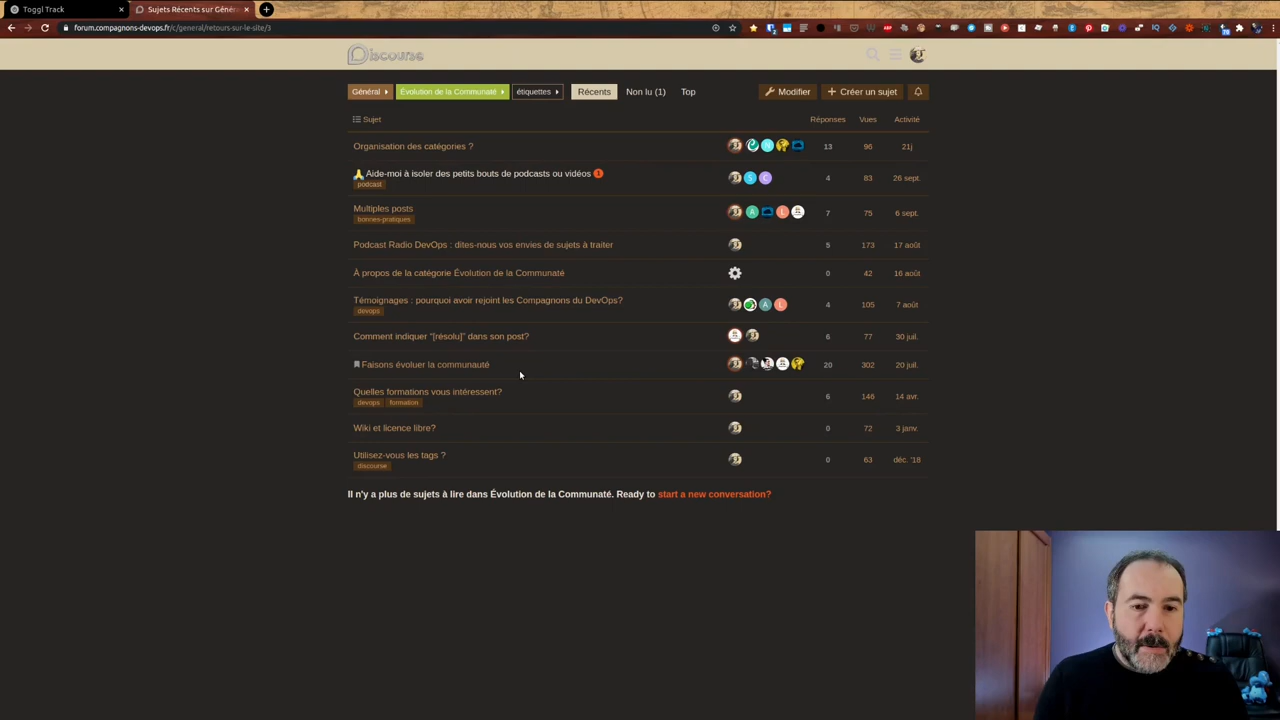 Toggl Track
Sujets Récents sur Génér
forum.compagnons-devops.fr/c/general/retours-sur-le-site/3
Discourse
Général
Évolution de la Communauté
étiquettes
Récents
Non lu (1)
Top
Modifier
Créer un sujet
Sujet
Réponses
Vues
Activité
Organisation des catégories ?
N
13
96
21j
Aide-moi à isoler des petits bouts de podcasts ou vidéos 1
podcast
S C
4
83
26 sept.
Multiples posts
bonnes-pratiques
A L
7
75
6 sept.
Podcast Radio DevOps : dites-nous vos envies de sujets à traiter
5
173
17 août
À propos de la catégorie Évolution de la Communauté
0
42
16 août
Témoignages : pourquoi avoir rejoint les Compagnons du DevOps?
devops
A L
4
105
7 août
Comment indiquer “[résolu]” dans son post?
6
77
30 juil.
Faisons évoluer la communauté
20
302
20 juil.
Quelles formations vous intéressent?
devops formation
6
146
14 avr.
Wiki et licence libre?
0
72
3 janv.
Utilisez-vous les tags ?
discourse
0
63
déc. '18
Il n'y a plus de sujets à lire dans Évolution de la Communauté. Ready to start a new conversation?